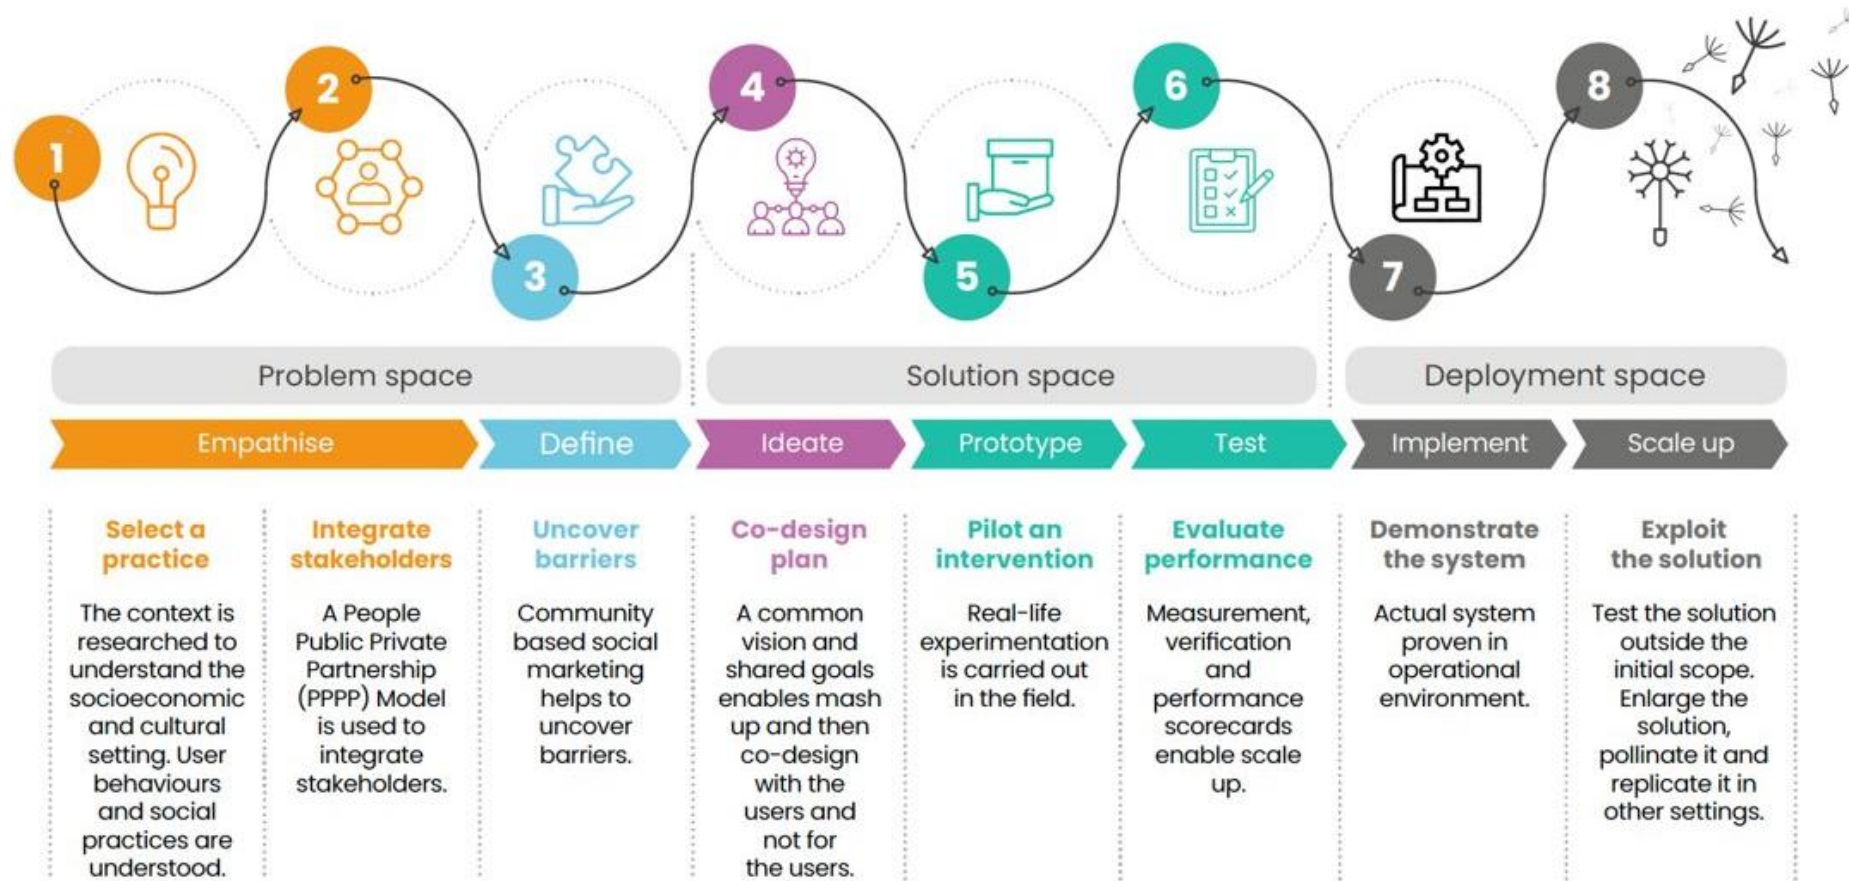 1
2
3
4
5
6
7
8
Problem space
Solution space
Deployment space
Empathise
Define
Ideate
Prototype
Test
Implement
Scale up
Select a
practice
The context is
researched to
understand the
socioeconomic
and cultural
setting. User
behaviours
and social
practices are
understood.
Integrate
stakeholders
A People
Public Private
Partnership
(PPPP) Model
is used to
integrate
stakeholders.
Uncover
barriers
Community
based social
marketing
helps to
uncover
barriers.
Co-design
plan
A common
vision and
shared goals
enables mash
up and then
co-design
with the
users and
not for
the users.
Pilot an
intervention
Real-life
experimentation
is carried out
in the field.
Evaluate
performance
Measurement,
verification
and
performance
scorecards
enable scale
up.
Demonstrate
the system
Actual system
proven in
operational
environment.
Exploit
the solution
Test the solution
outside the
initial scope.
Enlarge the
solution,
pollinate it and
replicate it in
other settings.